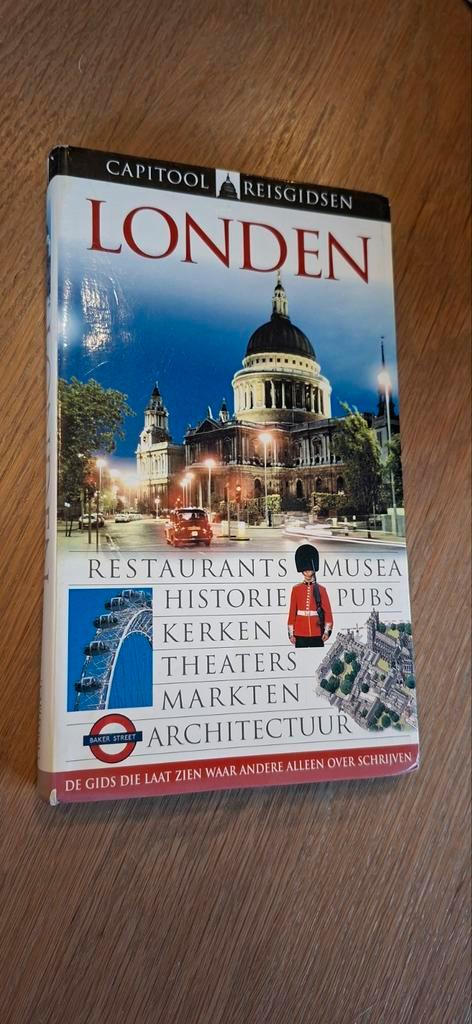 CAPITOOL REISGIDSEN
LONDEN
RESTAURANTS MUSEA
HISTORIE PUBS
KERKEN
THEATERS
MARKTEN
ARCHITECTUUR
BAKER STREET
DE GIDS DIE LAAT ZIEN WAAR ANDERE ALLEEN OVER SCHRIJVEN